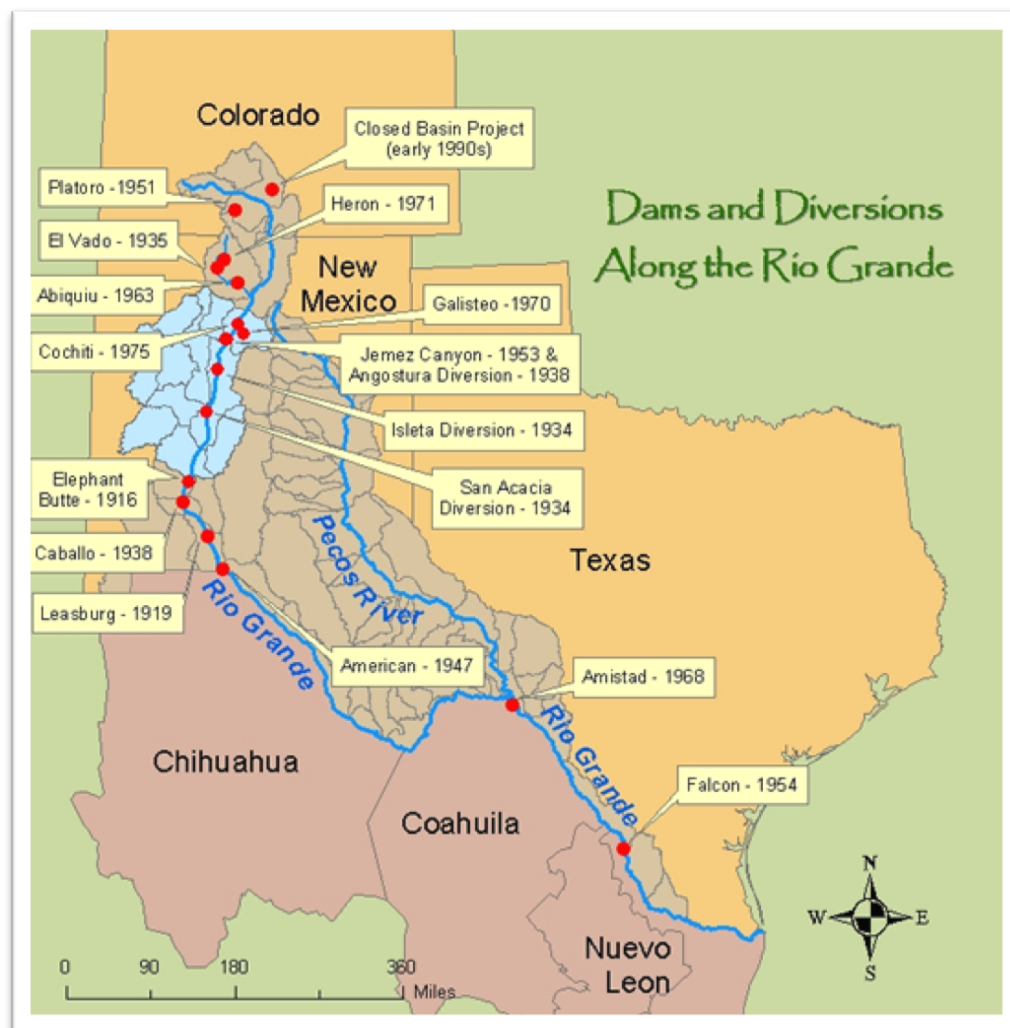 Colorado
Closed Basin Project
(early 1990s)
Platoro - 1951
Heron - 1971
Dams and Diversions
Along the Rio Grande
El Vado - 1935
New
Mexico
Abiquiu - 1963
Galisteo -1970
Cochiti - 1975
Jemez Canyon - 1953 &
Angostura Diversion - 1938
Isleta Diversion - 1934
Elephant
Butte - 1916
San Acacia
Diversion - 1934
Caballo - 1938
Pecos River
Texas
Leasburg - 1919
Rio Grande
American - 1947
Amistad - 1968
Rio Grande
Chihuahua
Falcon - 1954
Coahuila
N
W
E
S
Nuevo
Leon
0 90 180 360
Miles